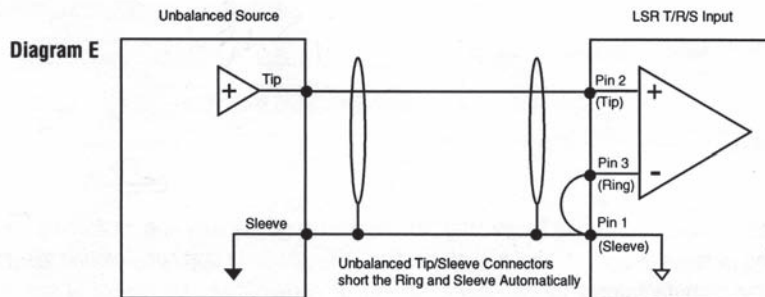 Unbalanced Source
LSR T/R/S Input
Diagram E
Tip
+
Pin 2
(Tip)
+
Pin 3
(Ring)
-
Sleeve
Pin 1
(Sleeve)
Unbalanced Tip/Sleeve Connectors
short the Ring and Sleeve Automatically